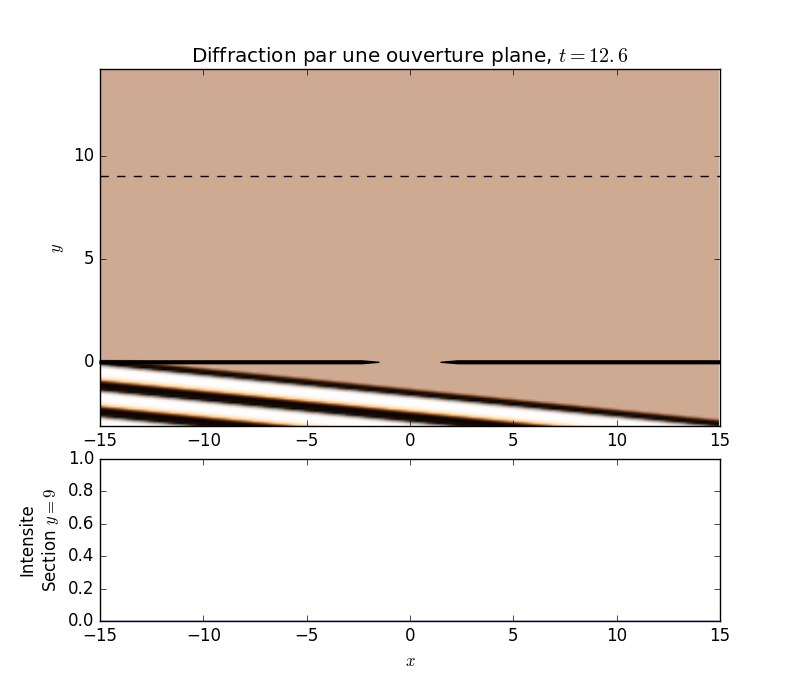 Diffraction par une ouverture plane, t = 12.6
10
5
0
y
−15 −10 −5 0 5 10 15
1.0
0.8
0.6
0.4
0.2
0.0
Intensite
Section y = 9
−15 −10 −5 0 5 10 15
x